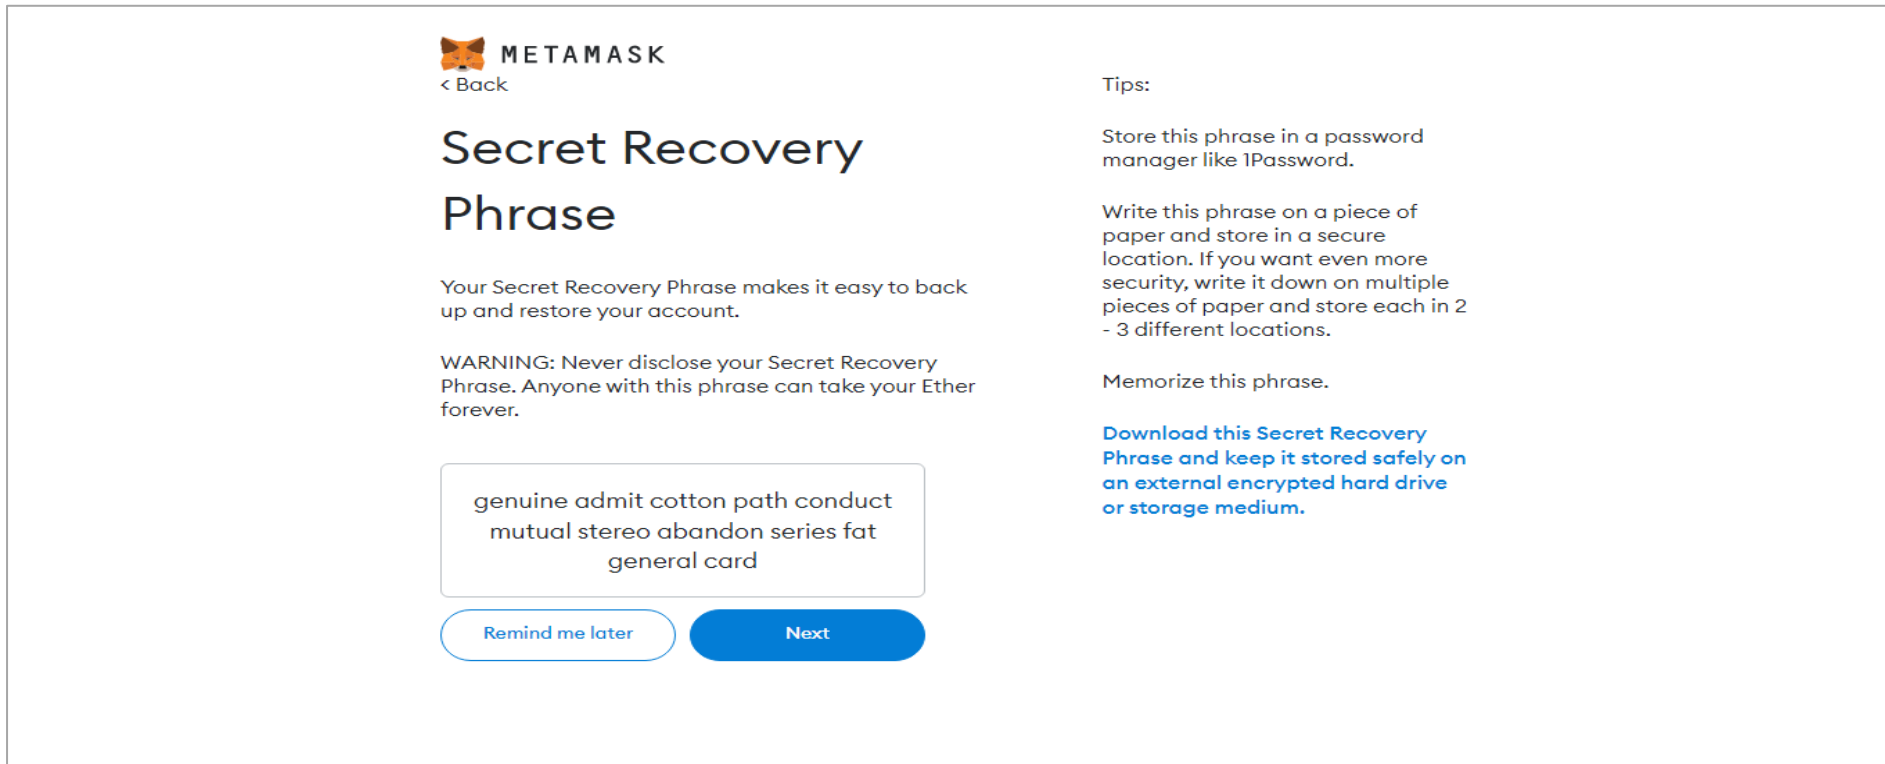 METAMASK
< Back
Secret Recovery
Phrase
Your Secret Recovery Phrase makes it easy to back
up and restore your account.
WARNING: Never disclose your Secret Recovery
Phrase. Anyone with this phrase can take your Ether
forever.
genuine admit cotton path conduct
mutual stereo abandon series fat
general card
Remind me later
Next
Tips:
Store this phrase in a password
manager like 1Password.
Write this phrase on a piece of
paper and store in a secure
location. If you want even more
security, write it down on multiple
pieces of paper and store each in 2
- 3 different locations.
Memorize this phrase.
Download this Secret Recovery
Phrase and keep it stored safely on
an external encrypted hard drive
or storage medium.